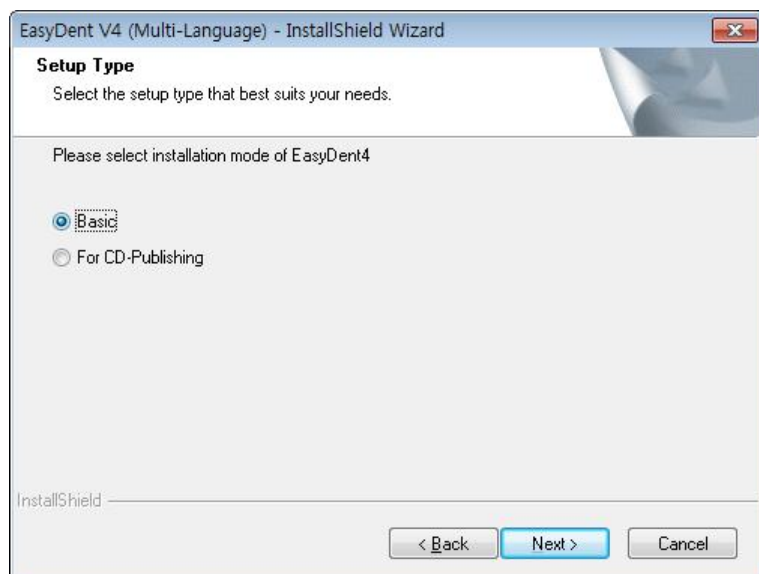 EasyDent V4 (Multi-Language) - InstallShield Wizard
Setup Type
Select the setup type that best suits your needs.
Please select installation mode of EasyDent4
Basic
For CD-Publishing
InstallShield
< Back Next > Cancel